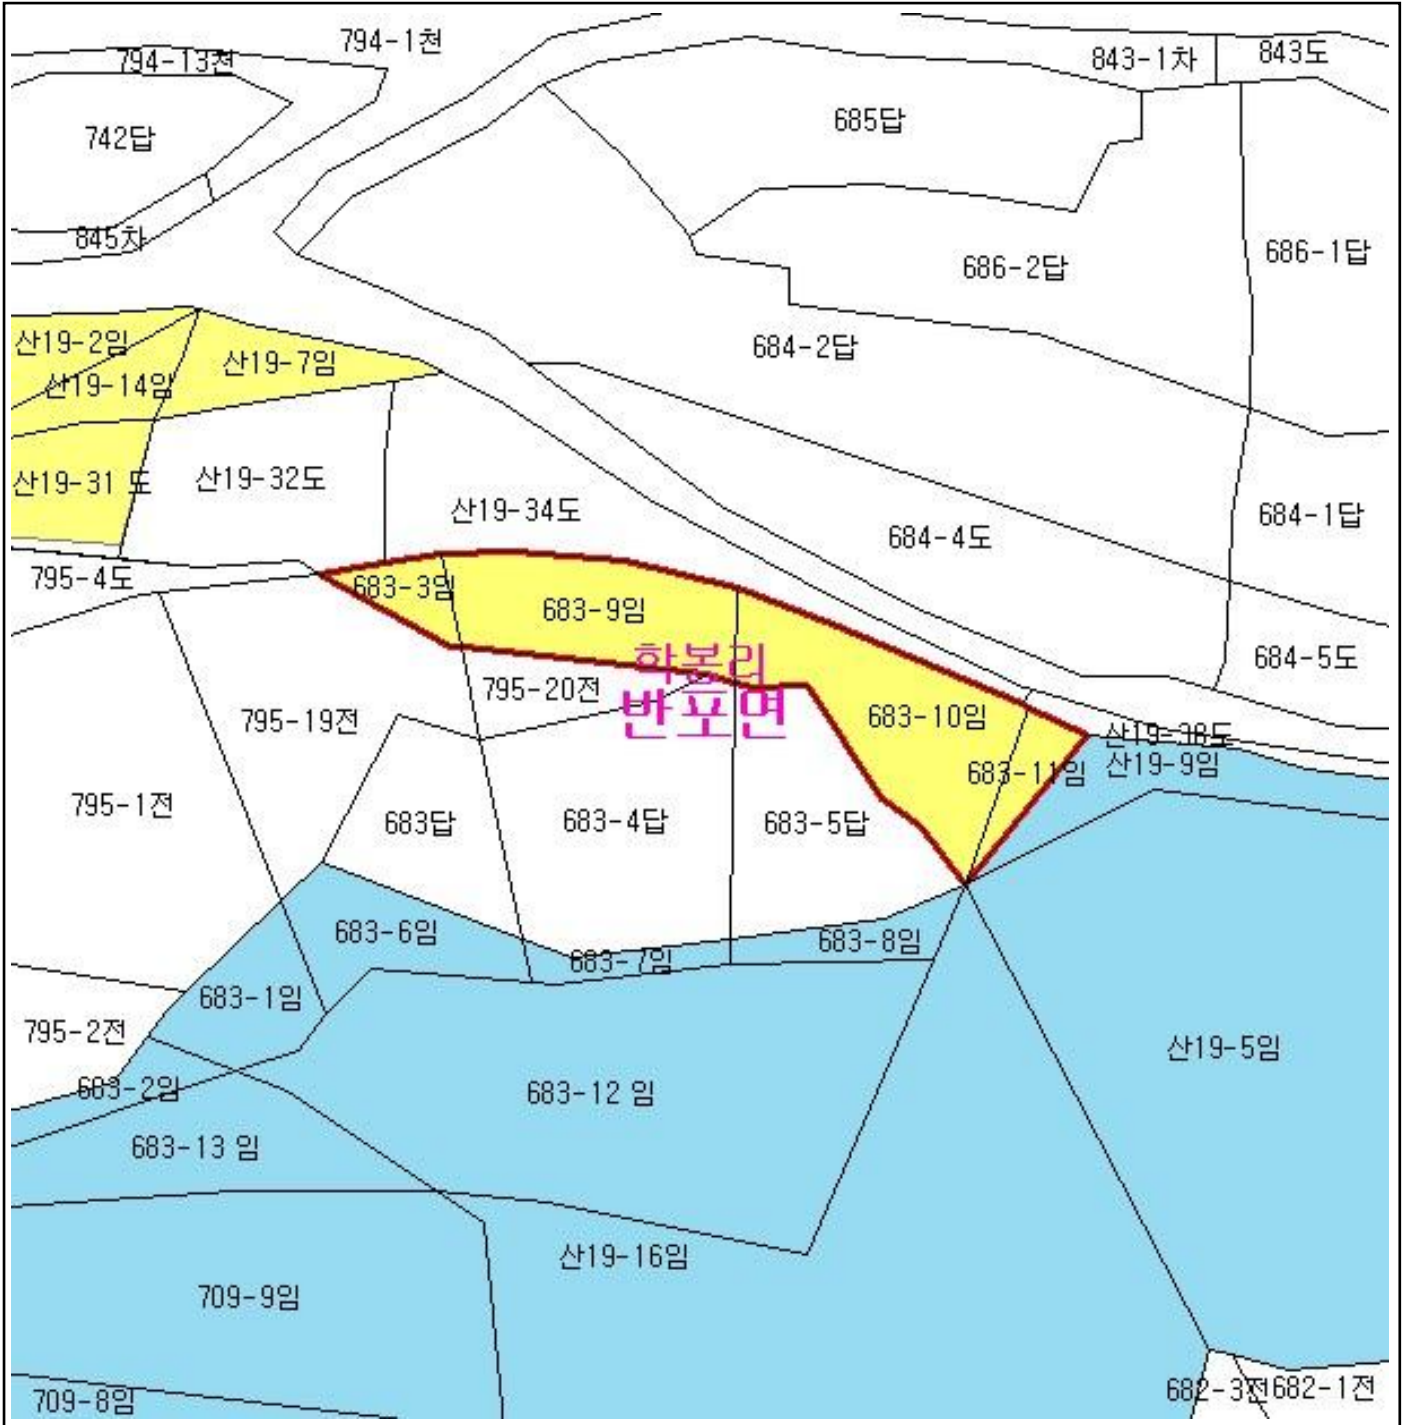 794-1천
794-13천
843-1차
843도
742답
685답
845차
686-1답
686-2답
산19-2임
684-2답
산19-7임
산19-14임
산19-31 도
산19-32도
산19-34도
684-1답
684-4도
795-4도
683-3임
683-9임
684-5도
학봉리
795-20전
반포면
683-10임
795-19전
산19-38도
683-11임
산19-9임
795-1전
683답
683-4답
683-5답
683-6임
683-8임
683-7임
683-1임
795-2전
산19-5임
683-2임
683-12 임
683-13 임
산19-16임
709-9임
682-3전
682-1전
709-8임